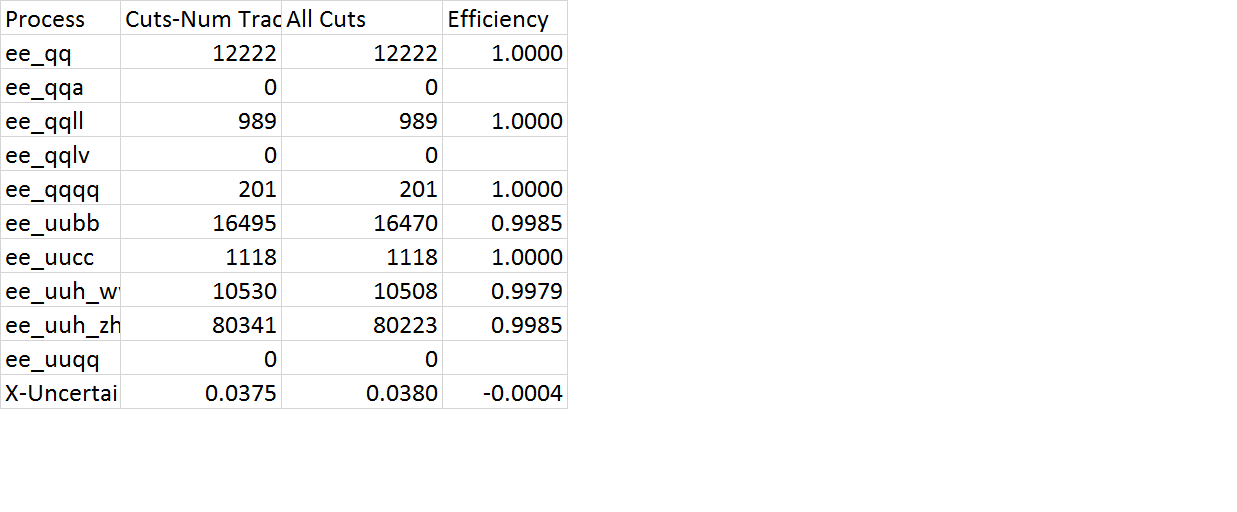 Process Cuts-Num Trac All Cuts Efficiency
ee_qq 12222 12222 1.0000
ee_qqa 0 0
ee_qqll 989 989 1.0000
ee_qqlv 0 0
ee_qqqq 201 201 1.0000
ee_uubb 16495 16470 0.9985
ee_uucc 1118 1118 1.0000
ee_uuh_w 10530 10508 0.9979
ee_uuh_zh 80341 80223 0.9985
ee_uuqq 0 0
X-Uncertai 0.0375 0.0380 -0.0004